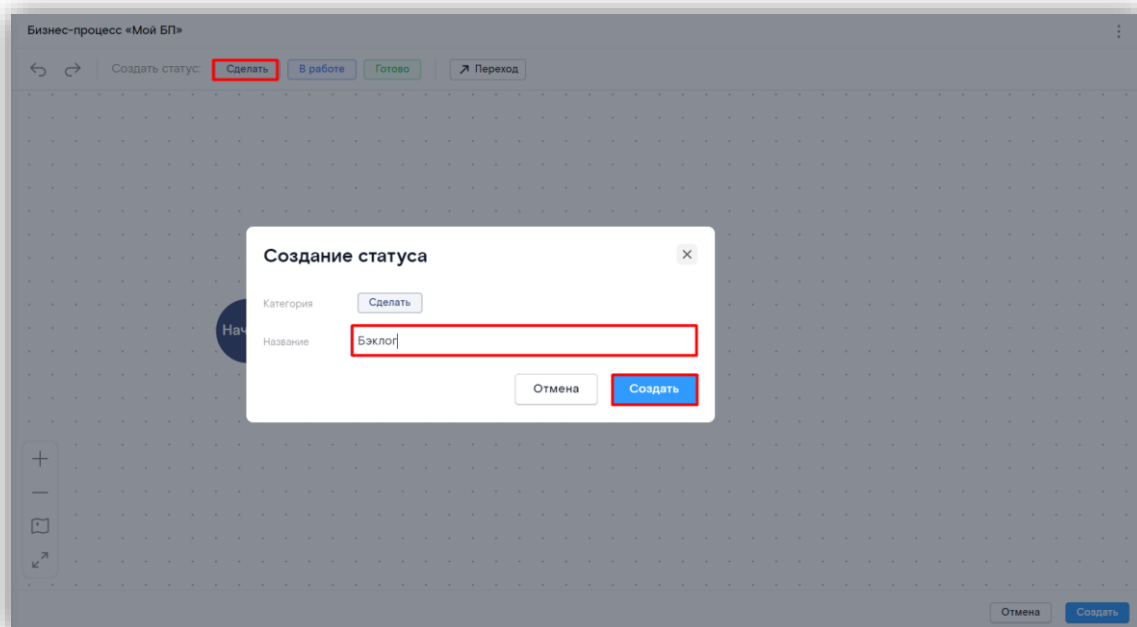 Бизнес-процесс «Мой БП»
Создать статус: Сделать В работе Готово Переход
Создание статуса
Категория Сделать
Нач
Название Бэклог
Отмена Создать
Отмена Создать